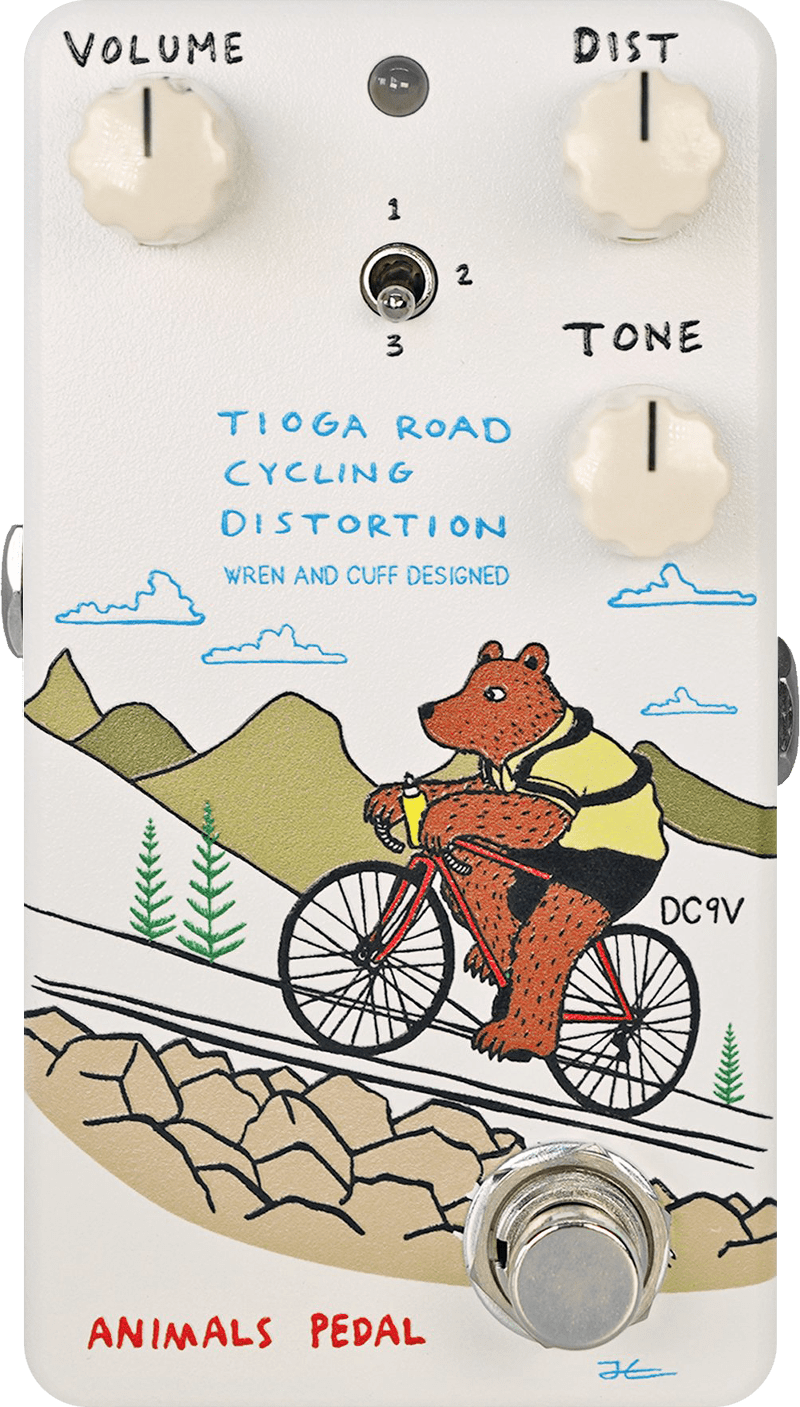 VOLUME
DIST
1
2
3
TONE
TIOGA ROAD
CYCLING
DISTORTION
WREN AND CUFF DESIGNED
DC9V
ANIMALS PEDAL